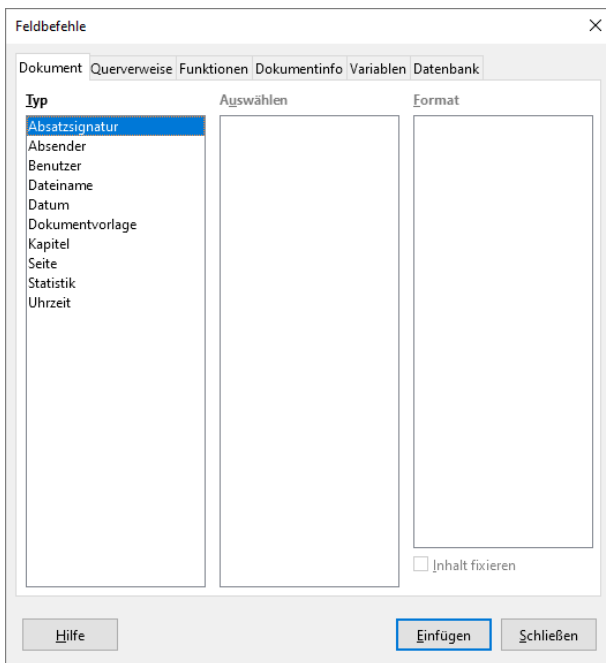 Feldbefehle
Dokument Querverweise Funktionen Dokumentinfo Variablen Datenbank
Typ
Absatzsignatur
Absender
Benutzer
Dateiname
Datum
Dokumentvorlage
Kapitel
Seite
Statistik
Uhrzeit
Auswählen
Format
Inhalt fixieren
Hilfe
Einfügen
Schließen